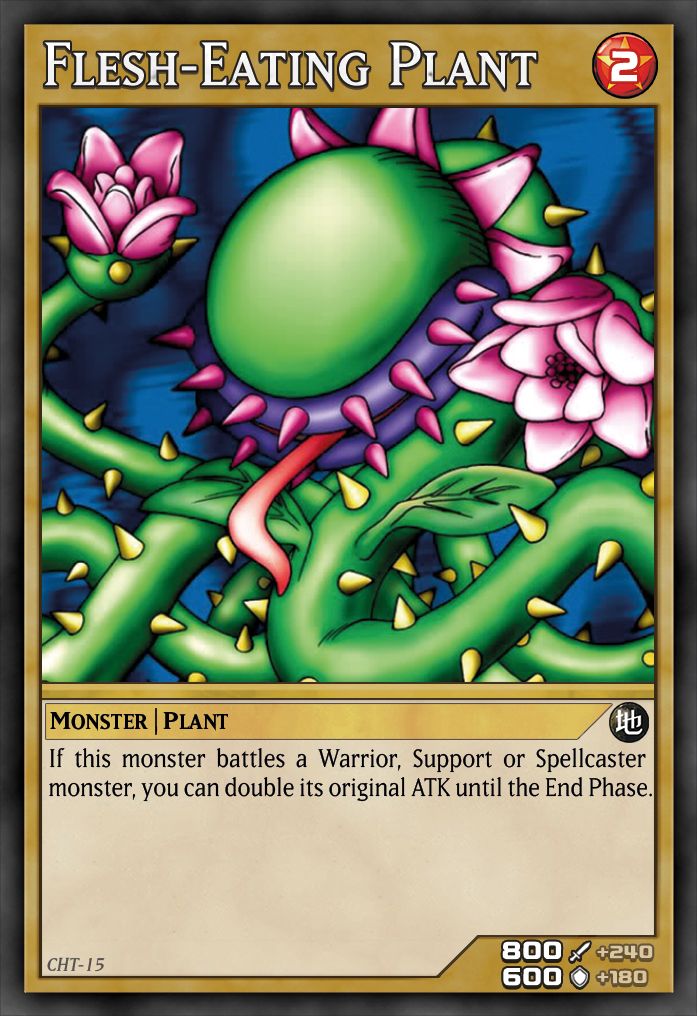 Flesh-Eating Plant
2
Monster | Plant
If this monster battles a Warrior, Support or Spellcaster
monster, you can double its original ATK until the End Phase.
CHT-15
800 +240
600 +180